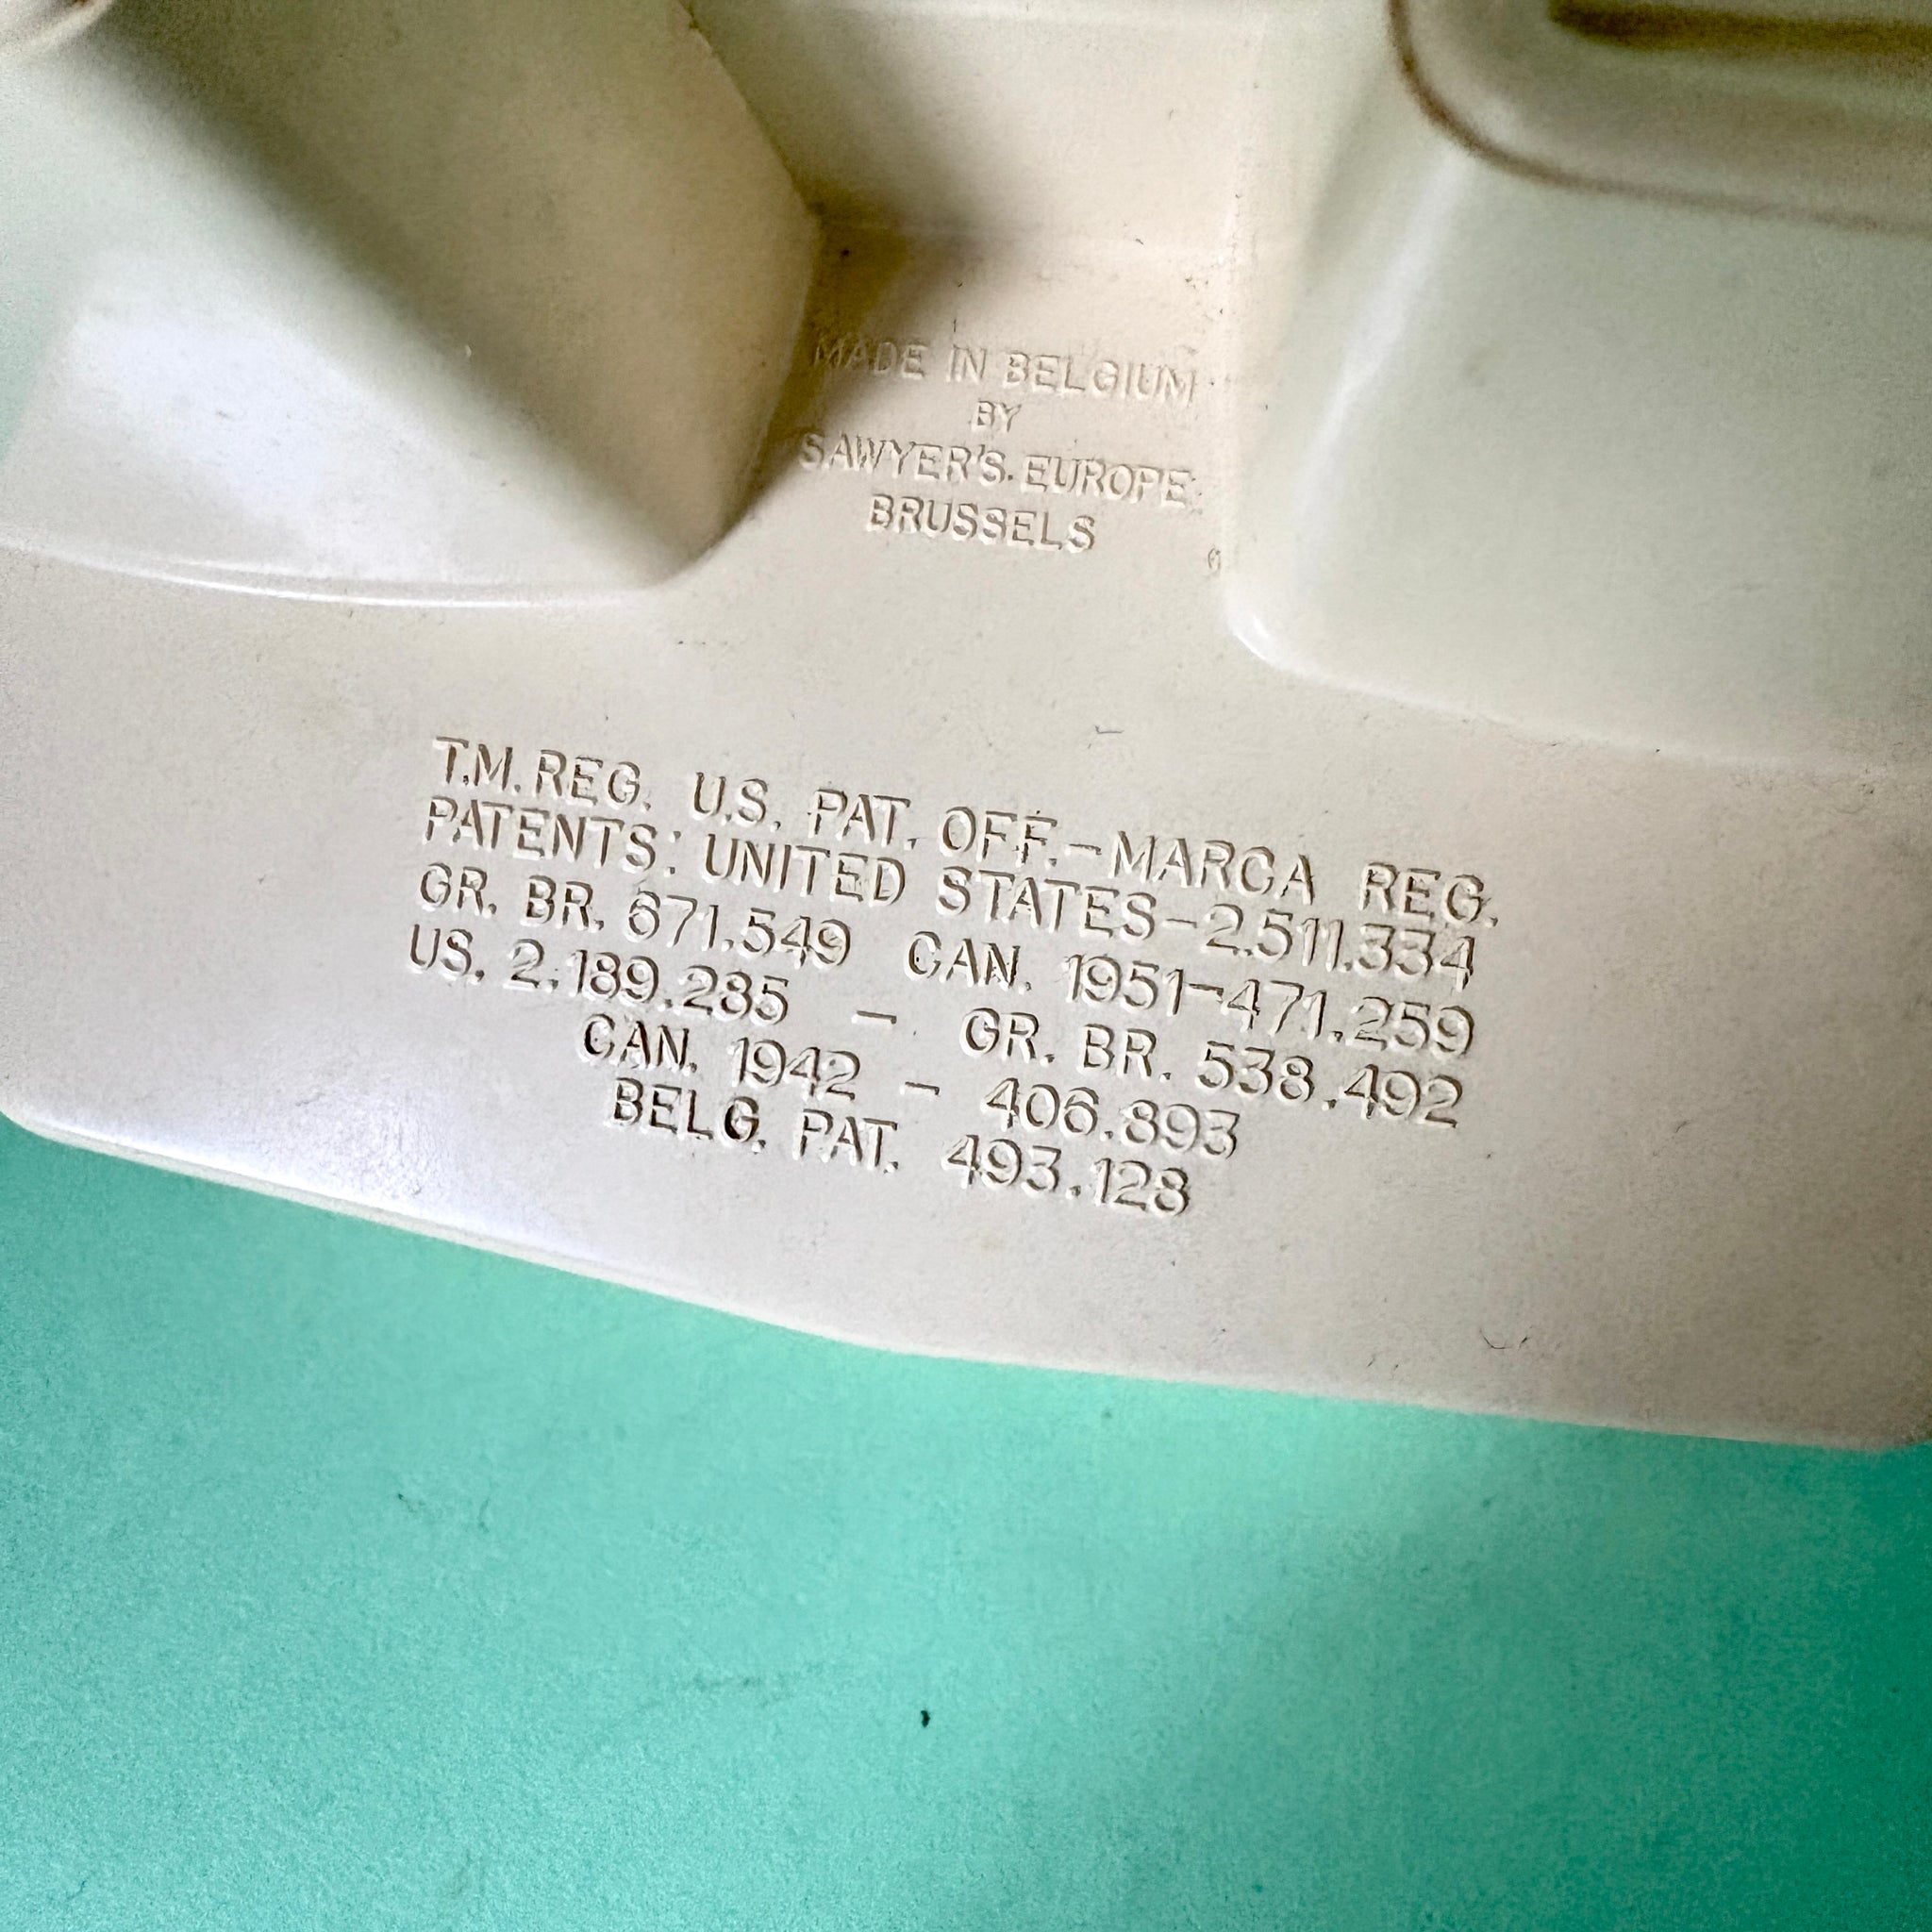 MADE IN BELGIUM
BY
SAWYER'S. EUROPE
BRUSSELS
T.M. REG. U.S. PAT. OFF.-MARCA REG.
PATENTS: UNITED STATES-2.511.334
GR. BR. 671.549 CAN. 1951-471.259
US. 2.189.285 - GR. BR. 538.492
CAN. 1942 - 406.893
BELG. PAT. 493.128